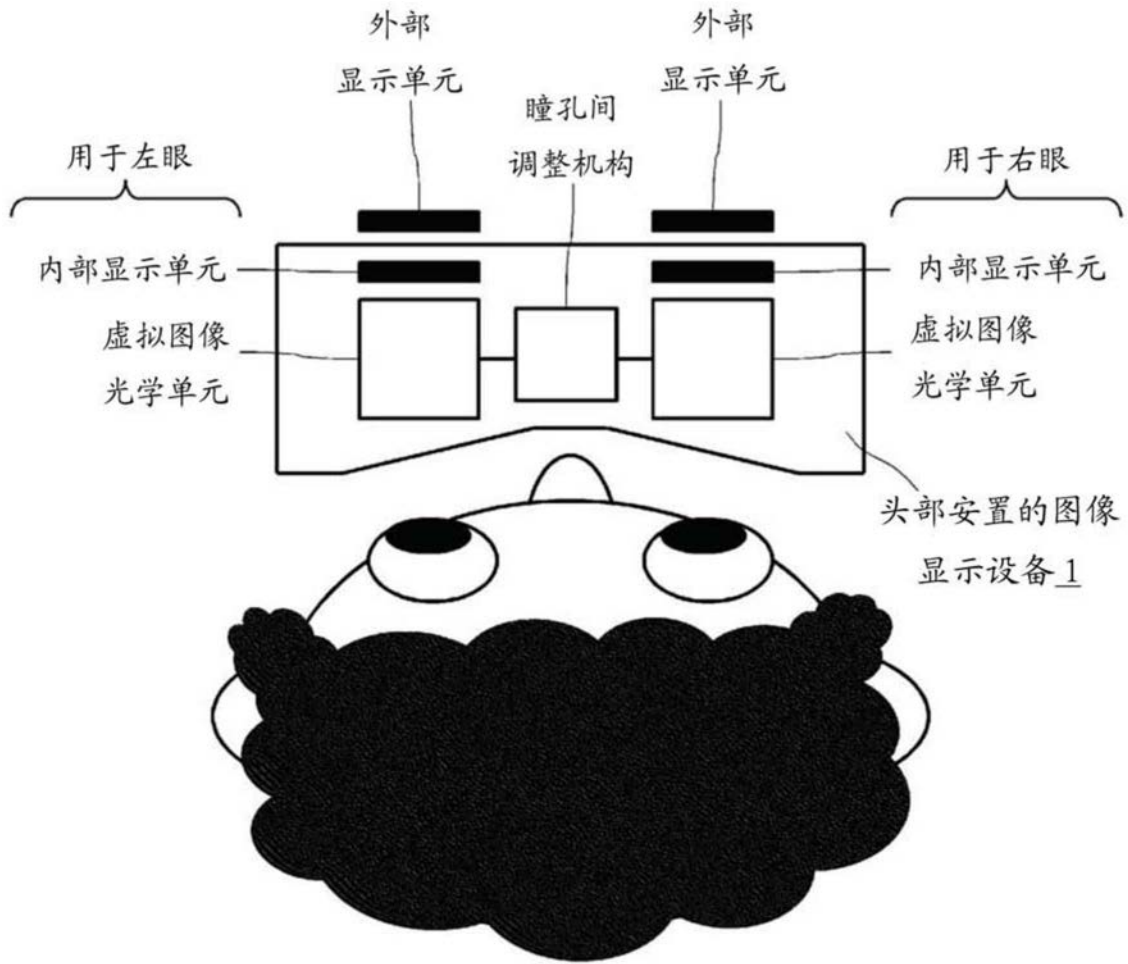 外部
显示单元
外部
显示单元
瞳孔间
调整机构
用于左眼
用于右眼
内部显示单元
内部显示单元
虚拟图像
光学单元
虚拟图像
光学单元
头部安置的图像
显示设备1